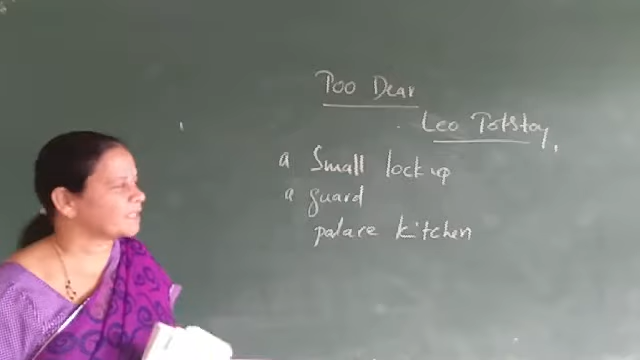 Too Dear
Leo Tolstoy,
a Small lock up
a guard
palace kitchen